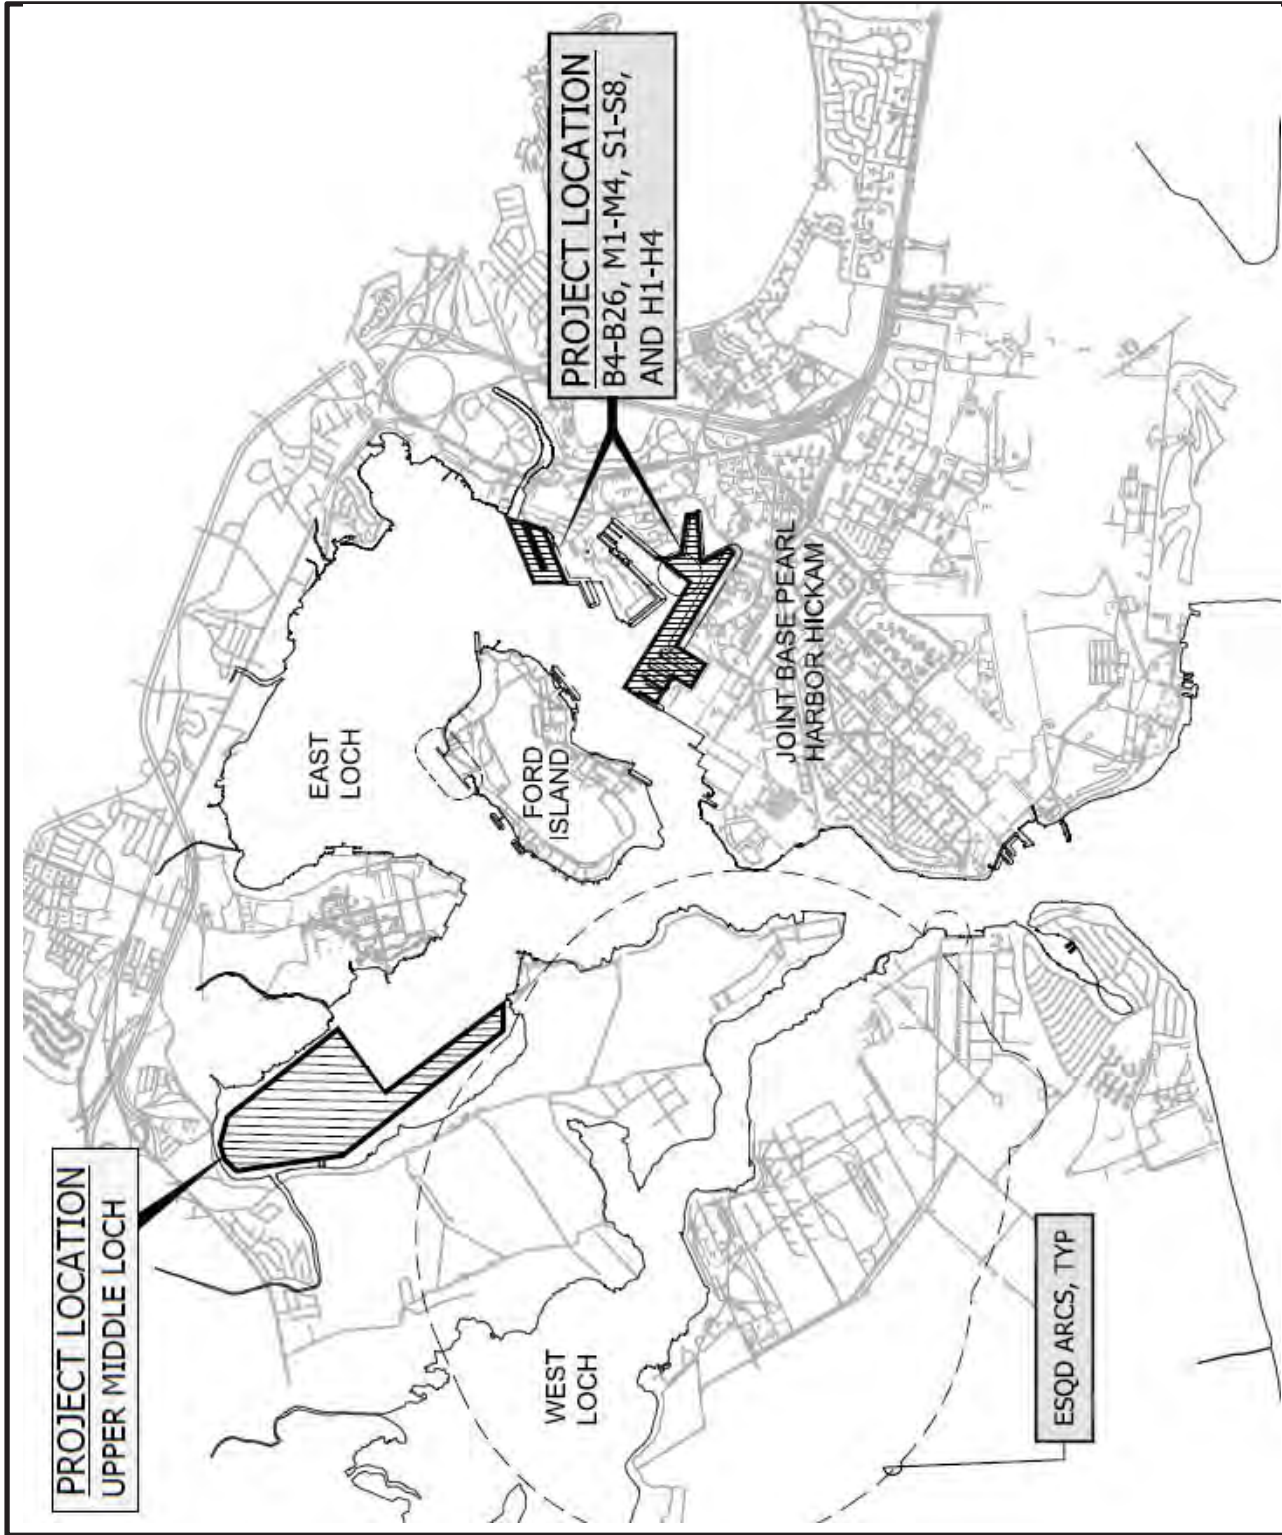 PROJECT LOCATION
UPPER MIDDLE LOCH
PROJECT LOCATION
B4-B26, M1-M4, S1-S8,
AND H1-H4
EAST
LOCH
FORD
ISLAND
JOINT BASE PEARL
HARBOR HICKAM
WEST
LOCH
ESQD ARCS, TYP